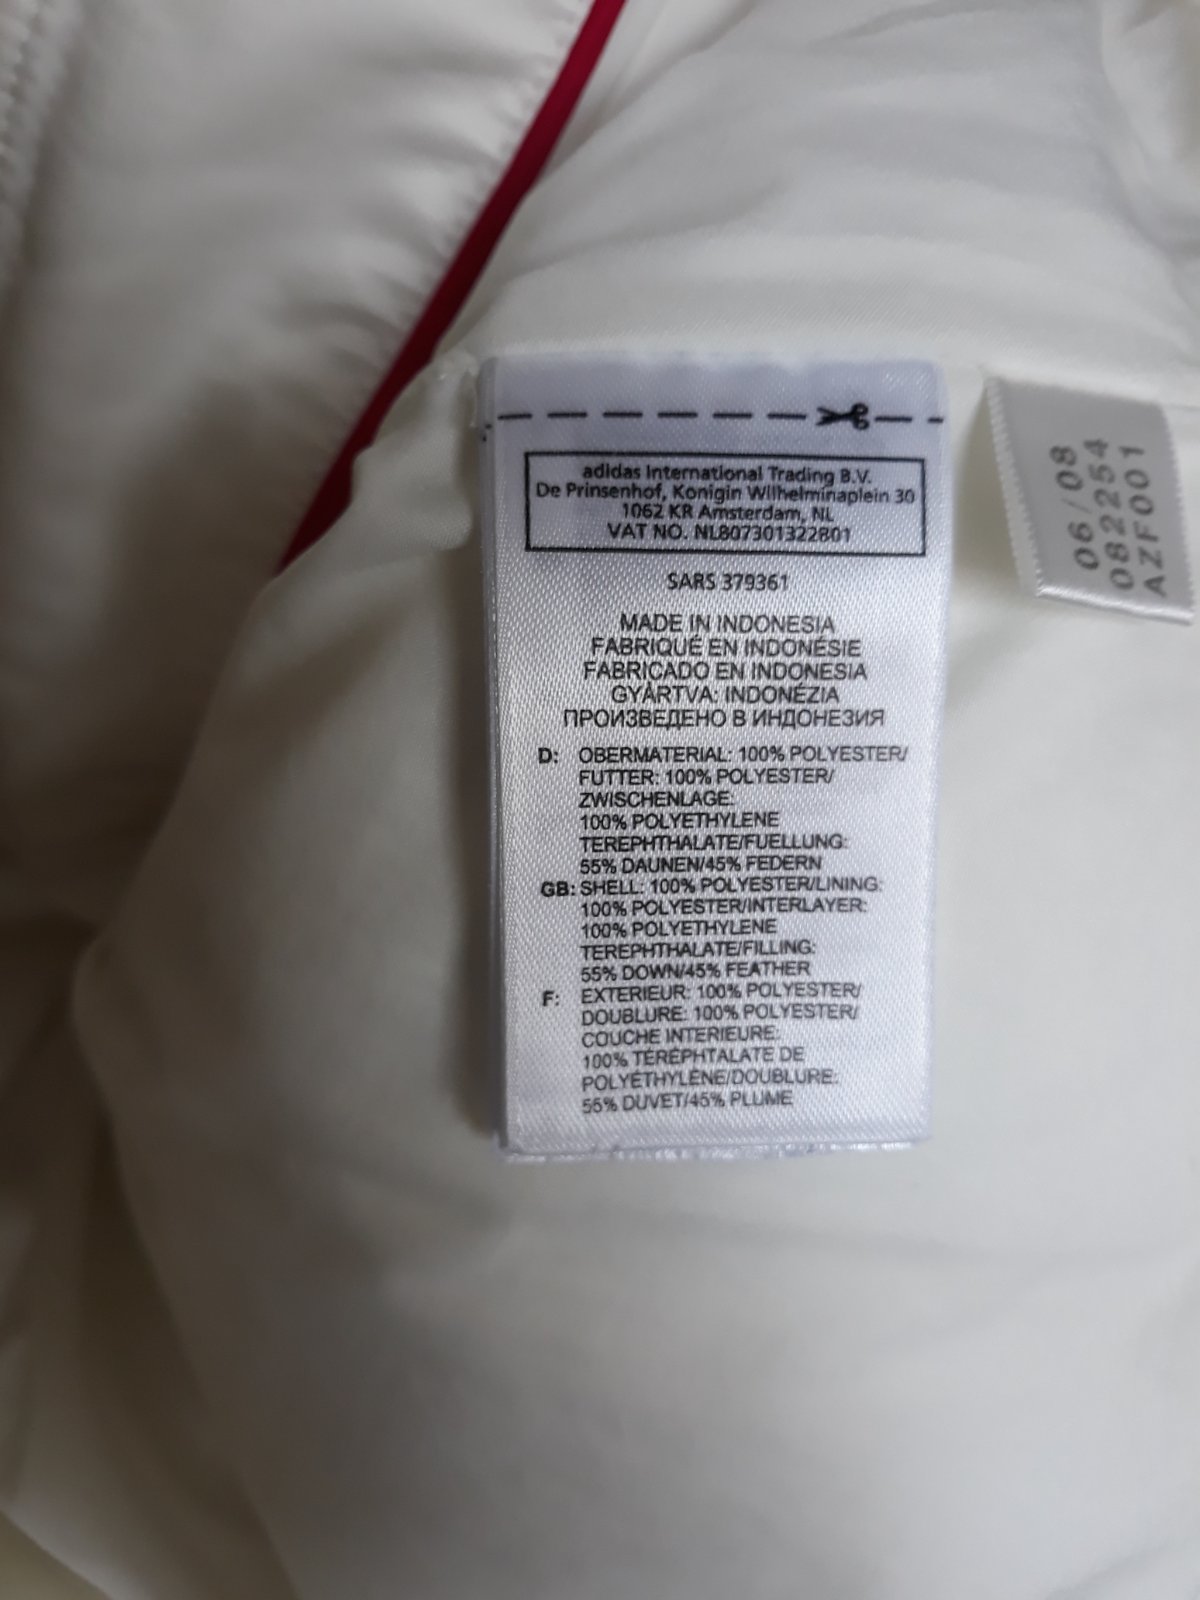 adidas International Trading B.V.
De Prinsenhof, Konigin Wilhelminaplein 30
1062 KR Amsterdam, NL
VAT NO. NL807301322B01
SARS 379361
MADE IN INDONESIA
FABRIQUÉ EN INDONÉSIE
FABRICADO EN INDONESIA
GYÁRTVA: INDONÉZIA
ПРОИЗВЕДЕНО В ИНДОНЕЗИЯ
D: OBERMATERIAL: 100% POLYESTER/
FUTTER: 100% POLYESTER/
ZWISCHENLAGE:
100% POLYETHYLENE
TEREPHTHALATE/FUELLUNG:
55% DAUNEN/45% FEDERN
GB: SHELL: 100% POLYESTER/LINING:
100% POLYESTER/INTERLAYER:
100% POLYETHYLENE
TEREPHTHALATE/FILLING:
55% DOWN/45% FEATHER
F: EXTERIEUR: 100% POLYESTER/
DOUBLURE: 100% POLYESTER/
COUCHE INTERIEURE:
100% TÉRÉPHTALATE DE
POLYÉTHYLÈNE/DOUBLURE:
55% DUVET/45% PLUME
06/08
082254
AZF001